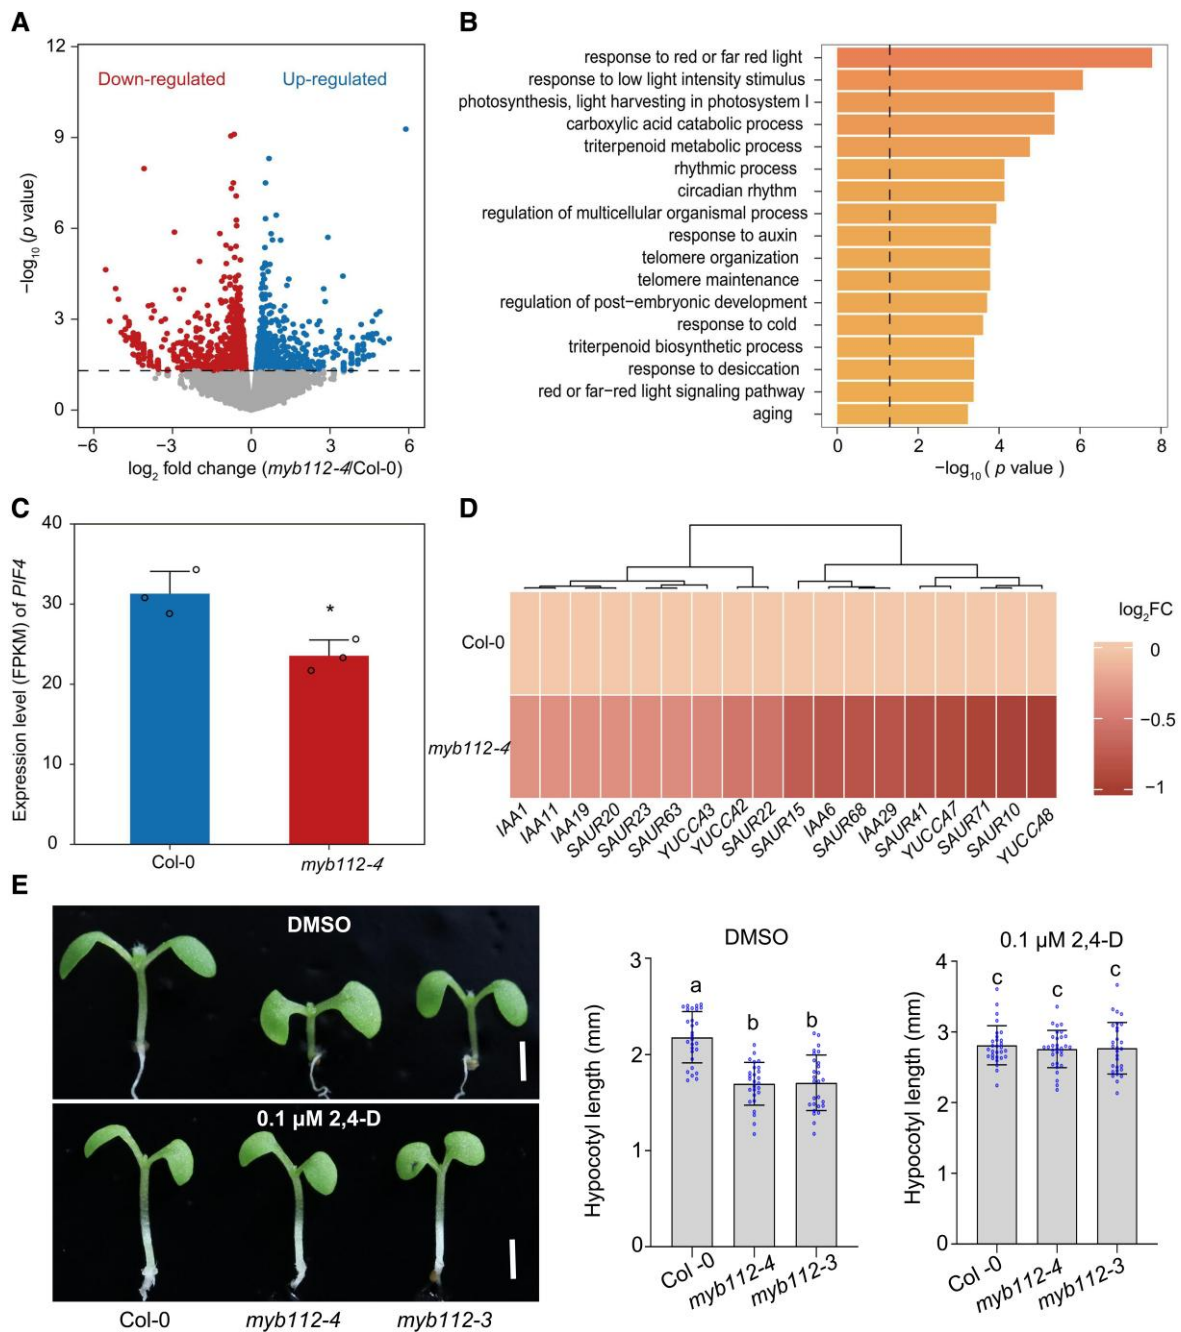 A
12
9
6
3
0
−log10 (p value)
Down-regulated
Up-regulated
−6
−3
0
3
6
log2 fold change (myb112-4/Col-0)
B
response to red or far red light
response to low light intensity stimulus
photosynthesis, light harvesting in photosystem I
carboxylic acid catabolic process
triterpenoid metabolic process
rhythmic process
circadian rhythm
regulation of multicellular organismal process
response to auxin
telomere organization
telomere maintenance
regulation of post-embryonic development
response to cold
triterpenoid biosynthetic process
response to desiccation
red or far−red light signaling pathway
aging
0
2
4
6
8
−log10 ( p value )
C
40
30
20
10
0
Expression level (FPKM) of PIF4
*
Col-0
myb112-4
D
Col-0
myb112-4
IAA1
IAA11
IAA19
SAUR20
SAUR23
SAUR63
YUCCA3
YUCCA2
SAUR22
SAUR15
IAA6
SAUR68
IAA29
SAUR41
YUCCA7
SAUR71
SAUR10
YUCCA8
log2FC
0
−0.5
−1
E
DMSO
0.1 µM 2,4-D
Col-0
myb112-4
myb112-3
DMSO
Hypocotyl length (mm)
3
2
1
0
a
b
b
Col -0
myb112-4
myb112-3
0.1 µM 2,4-D
Hypocotyl length (mm)
4
3
2
1
0
c
c
c
Col -0
myb112-4
myb112-3